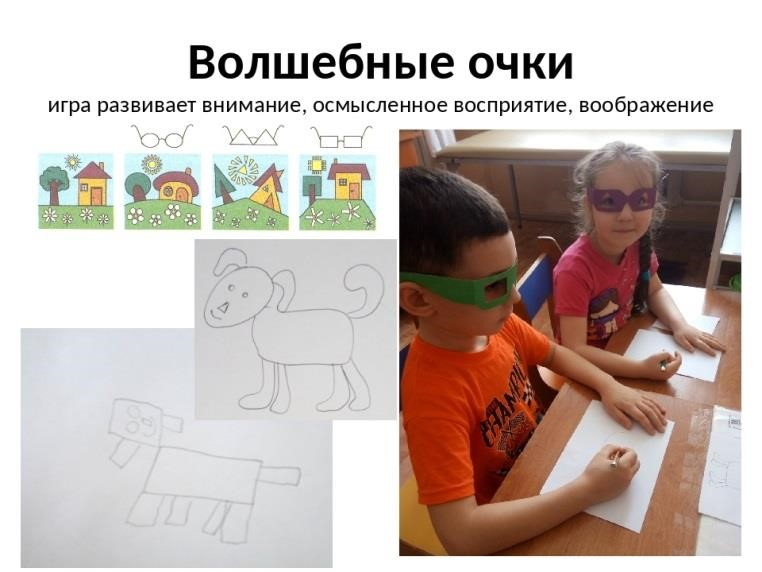 Волшебные очки
игра развивает внимание, осмысленное восприятие, воображение